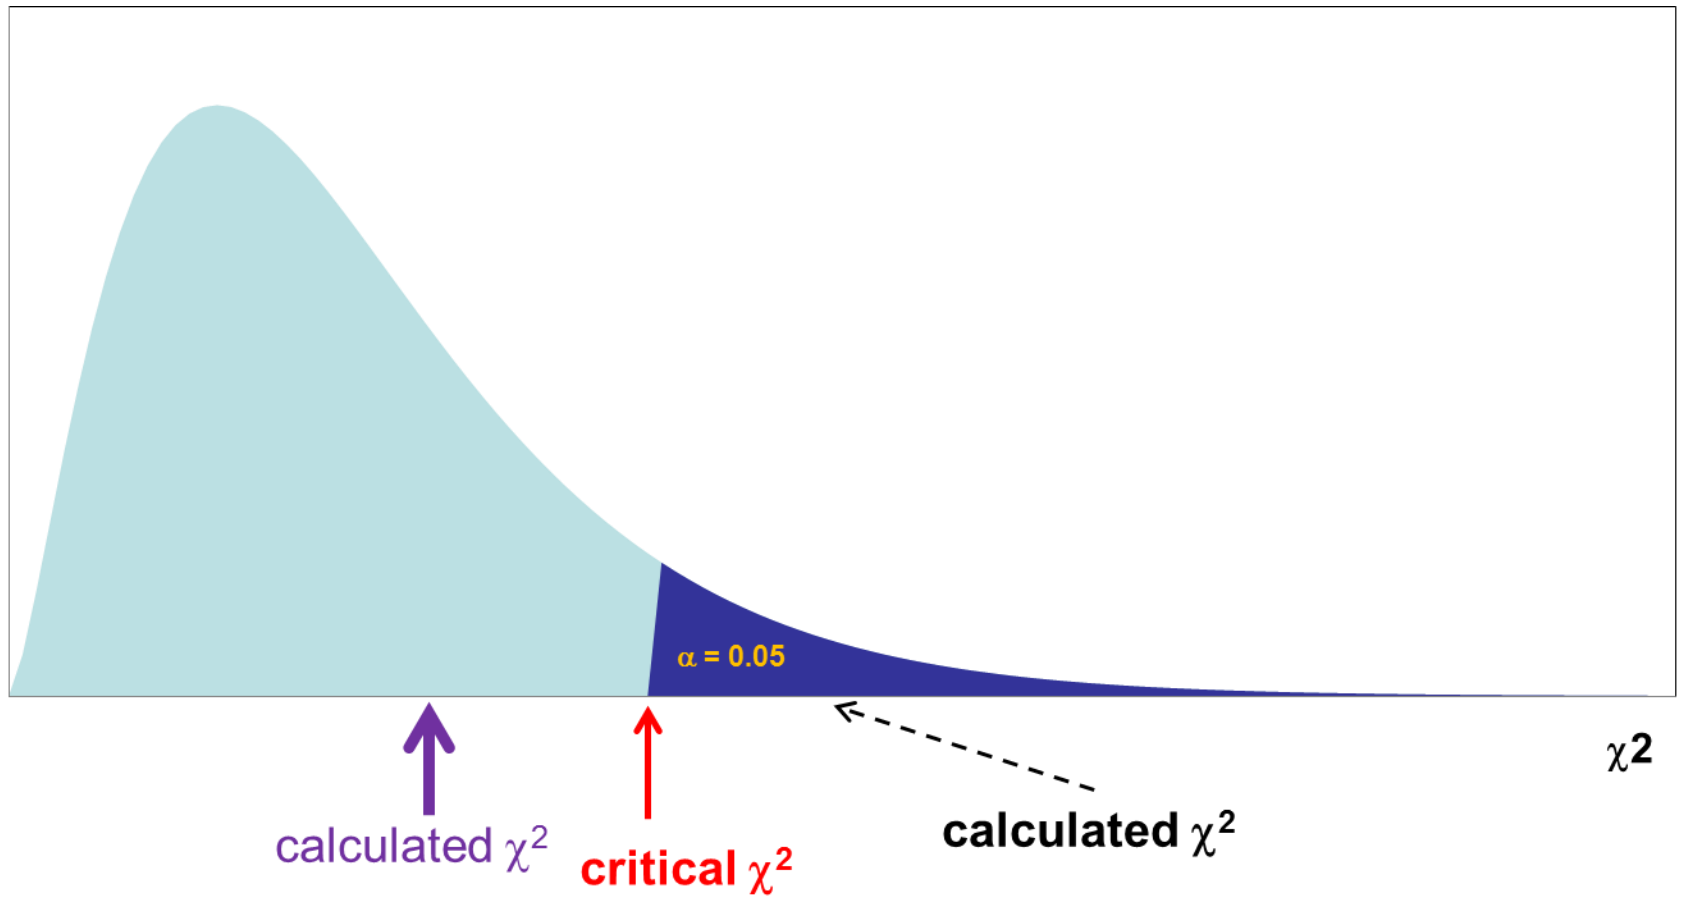 α = 0.05
χ2
calculated χ²
critical χ²
calculated χ²